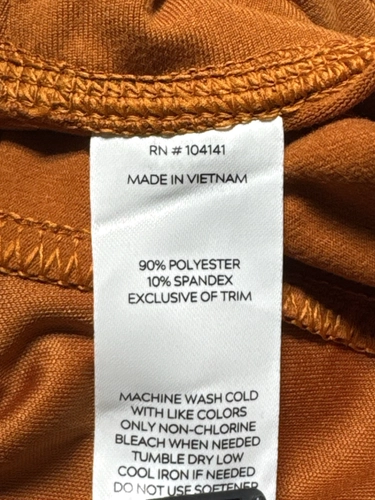 RN # 104141
MADE IN VIETNAM
90% POLYESTER
10% SPANDEX
EXCLUSIVE OF TRIM
MACHINE WASH COLD
WITH LIKE COLORS
ONLY NON-CHLORINE
BLEACH WHEN NEEDED
TUMBLE DRY LOW
COOL IRON IF NEEDED
DO NOT USE SOFTENER